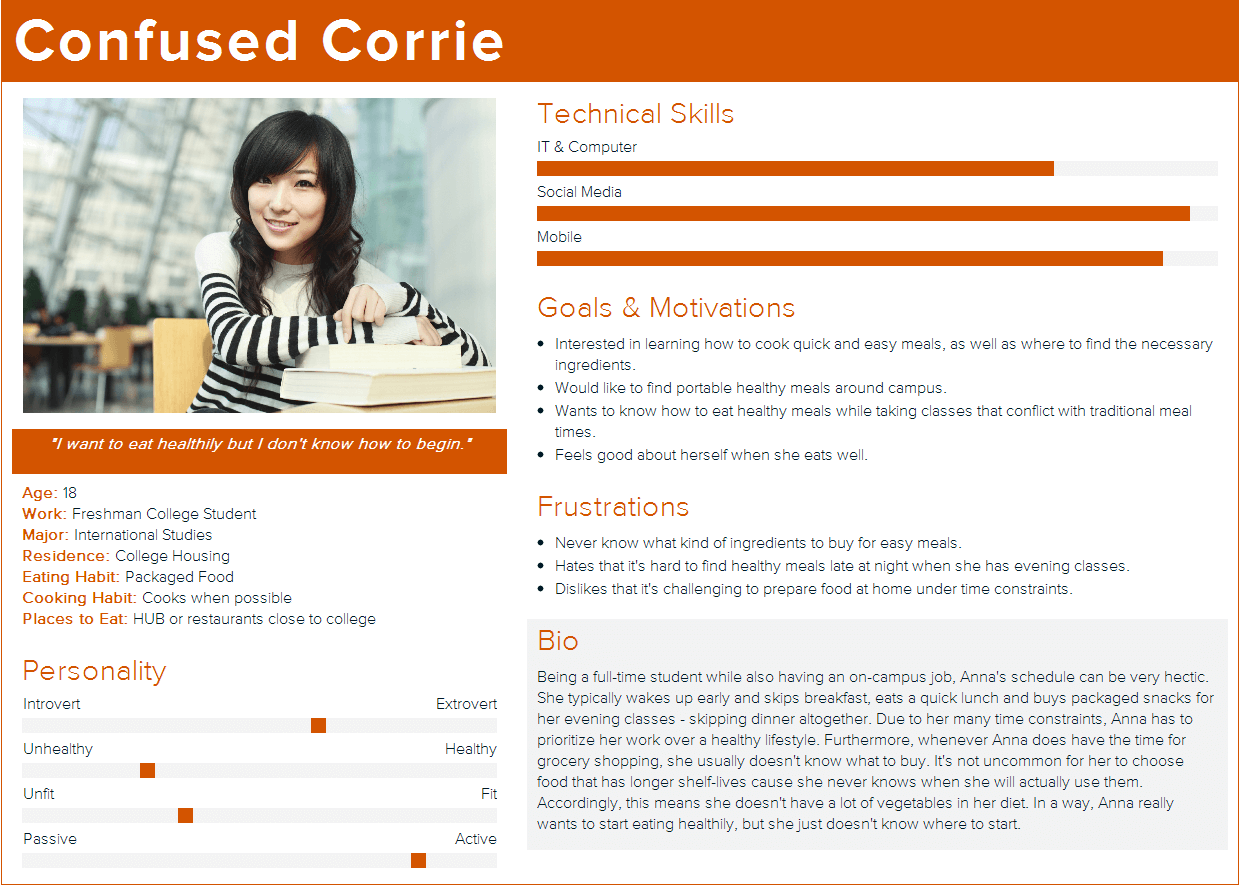 Confused Corrie
"I want to eat healthily but I don't know how to begin."
Age: 18
Work: Freshman College Student
Major: International Studies
Residence: College Housing
Eating Habit: Packaged Food
Cooking Habit: Cooks when possible
Places to Eat: HUB or restaurants close to college
Personality
Introvert Extrovert
Unhealthy Healthy
Unfit Fit
Passive Active
Technical Skills
IT & Computer
Social Media
Mobile
Goals & Motivations
• Interested in learning how to cook quick and easy meals, as well as where to find the necessary
ingredients.
• Would like to find portable healthy meals around campus.
• Wants to know how to eat healthy meals while taking classes that conflict with traditional meal
times.
• Feels good about herself when she eats well.
Frustrations
• Never know what kind of ingredients to buy for easy meals.
• Hates that it's hard to find healthy meals late at night when she has evening classes.
• Dislikes that it's challenging to prepare food at home under time constraints.
Bio
Being a full-time student while also having an on-campus job, Anna's schedule can be very hectic.
She typically wakes up early and skips breakfast, eats a quick lunch and buys packaged snacks for
her evening classes - skipping dinner altogether. Due to her many time constraints, Anna has to
prioritize her work over a healthy lifestyle. Furthermore, whenever Anna does have the time for
grocery shopping, she usually doesn't know what to buy. It's not uncommon for her to choose
food that has longer shelf-lives cause she never knows when she will actually use them.
Accordingly, this means she doesn't have a lot of vegetables in her diet. In a way, Anna really
wants to start eating healthily, but she just doesn't know where to start.